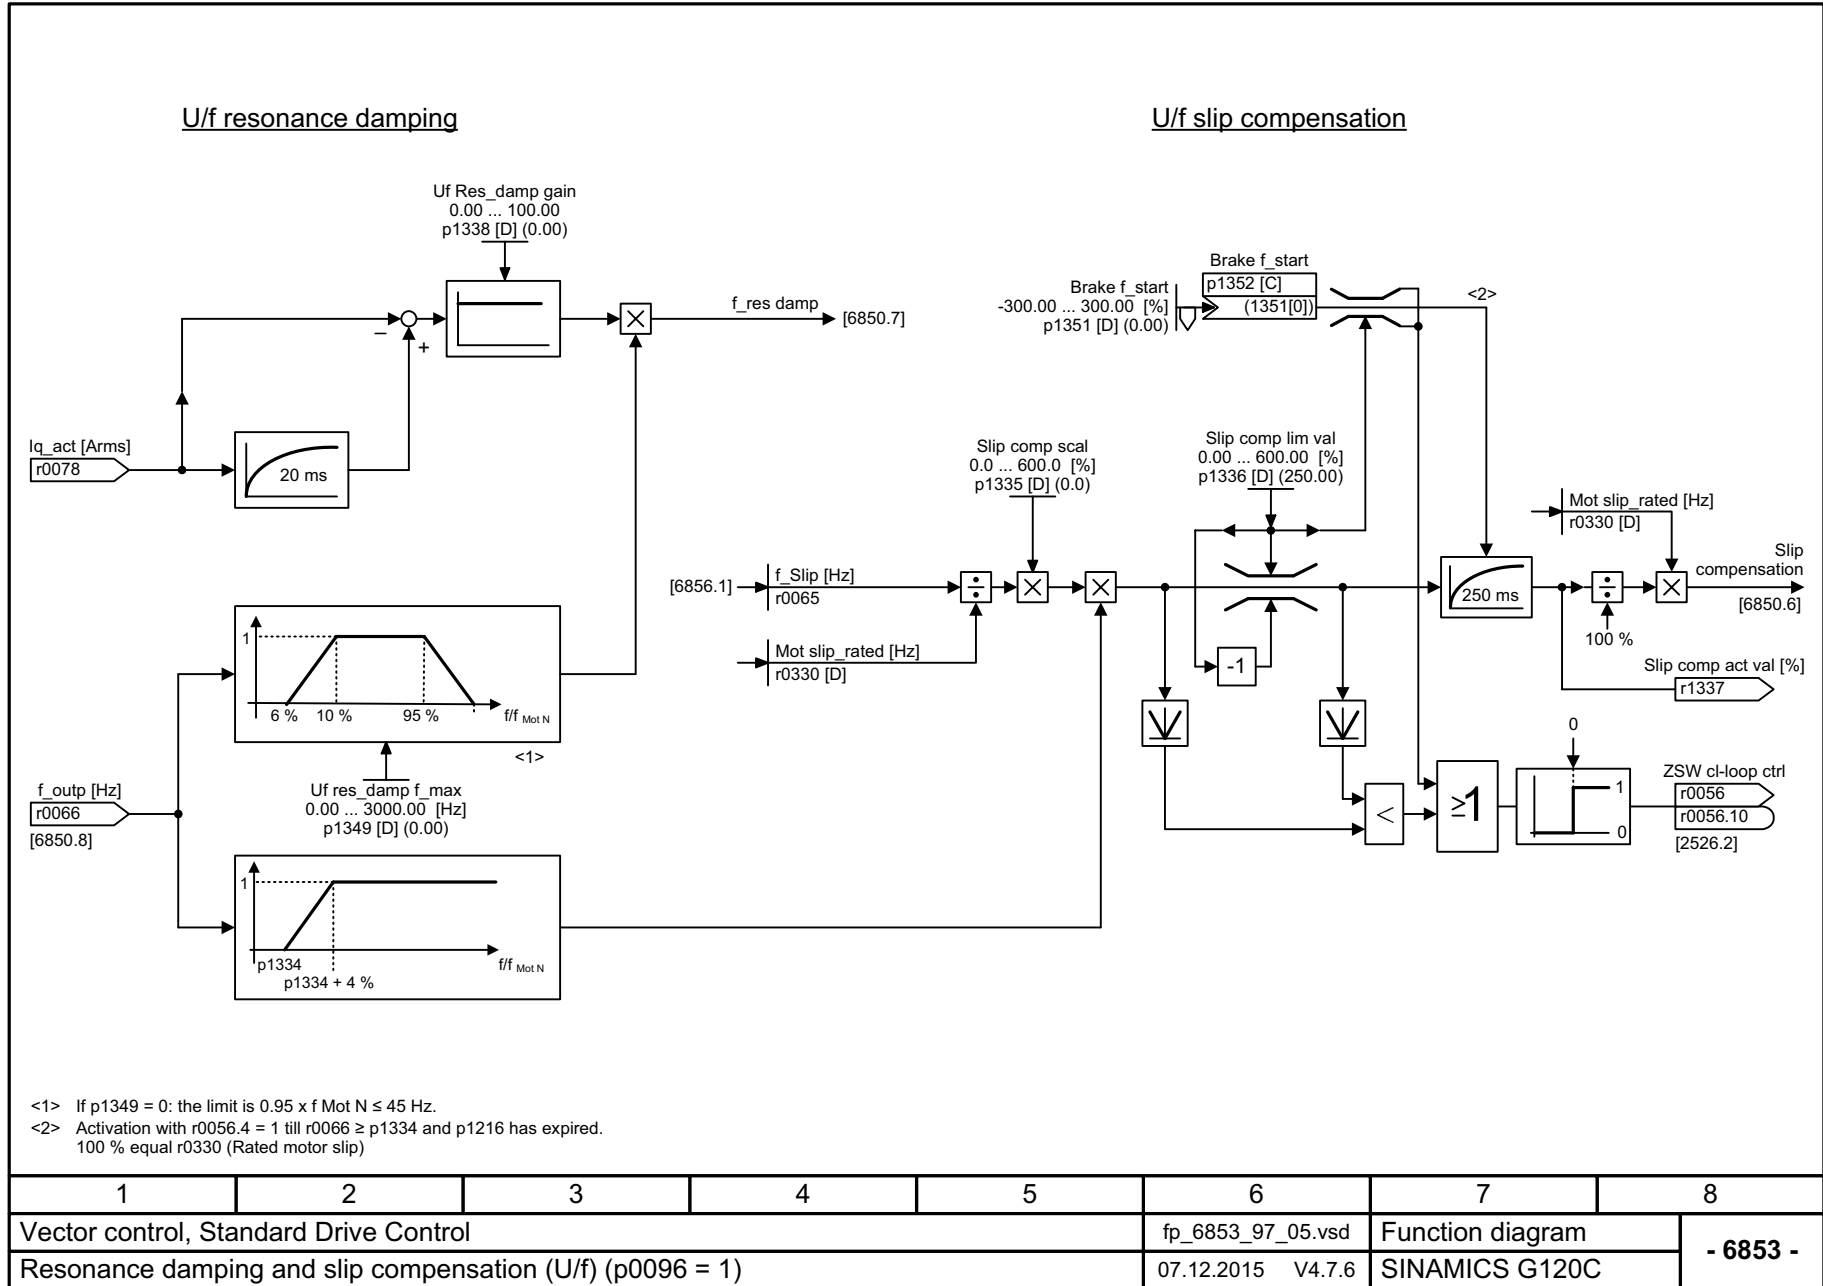 U/f resonance damping
U/f slip compensation
Uf Res_damp gain
0.00 ... 100.00
p1338 [D] (0.00)
f_res damp
[6850.7]
–
+
Iq_act [Arms]
r0078
20 ms
1
6 %
10 %
95 %
f/f Mot N
<1>
Uf res_damp f_max
0.00 ... 3000.00 [Hz]
p1349 [D] (0.00)
f_outp [Hz]
r0066
[6850.8]
1
p1334
p1334 + 4 %
f/f Mot N
Brake f_start
-300.00 ... 300.00 [%]
p1351 [D] (0.00)
Brake f_start
p1352 [C]
(1351[0])
<2>
Slip comp scal
0.0 ... 600.0 [%]
p1335 [D] (0.0)
Slip comp lim val
0.00 ... 600.00 [%]
p1336 [D] (250.00)
[6856.1]
f_Slip [Hz]
r0065
÷
×
×
Mot slip_rated [Hz]
r0330 [D]
-1
250 ms
Mot slip_rated [Hz]
r0330 [D]
÷
×
100 %
Slip
compensation
[6850.6]
Slip comp act val [%]
r1337
<
≥1
0
1
0
ZSW cl-loop ctrl
r0056
r0056.10
[2526.2]
<1> If p1349 = 0: the limit is 0.95 x f Mot N ≤ 45 Hz.
<2> Activation with r0056.4 = 1 till r0066 ≥ p1334 and p1216 has expired.
100 % equal r0330 (Rated motor slip)
1 2 3 4 5 6 7 8
Vector control, Standard Drive Control
fp_6853_97_05.vsd
Function diagram
- 6853 -
Resonance damping and slip compensation (U/f) (p0096 = 1)
07.12.2015 V4.7.6
SINAMICS G120C